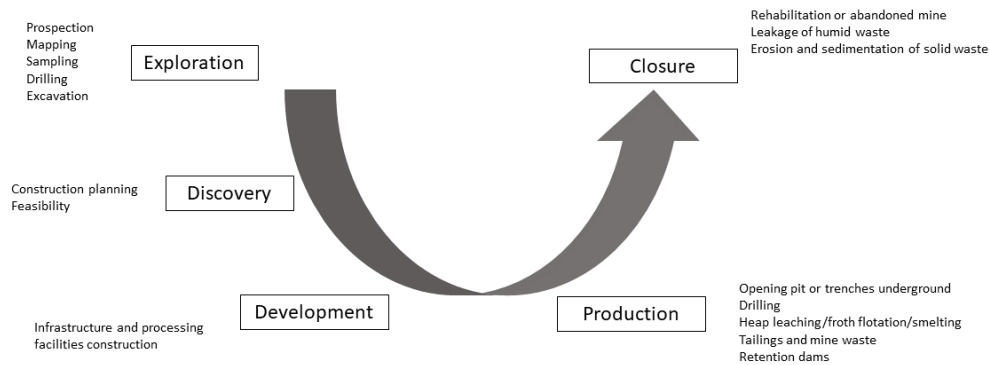 Prospection
Mapping
Sampling
Drilling
Excavation
Exploration
Construction planning
Feasibility
Discovery
Infrastructure and processing
facilities construction
Development
Production
Opening pit or trenches underground
Drilling
Heap leaching/froth flotation/smelting
Tailings and mine waste
Retention dams
Closure
Rehabilitation or abandoned mine
Leakage of humid waste
Erosion and sedimentation of solid waste